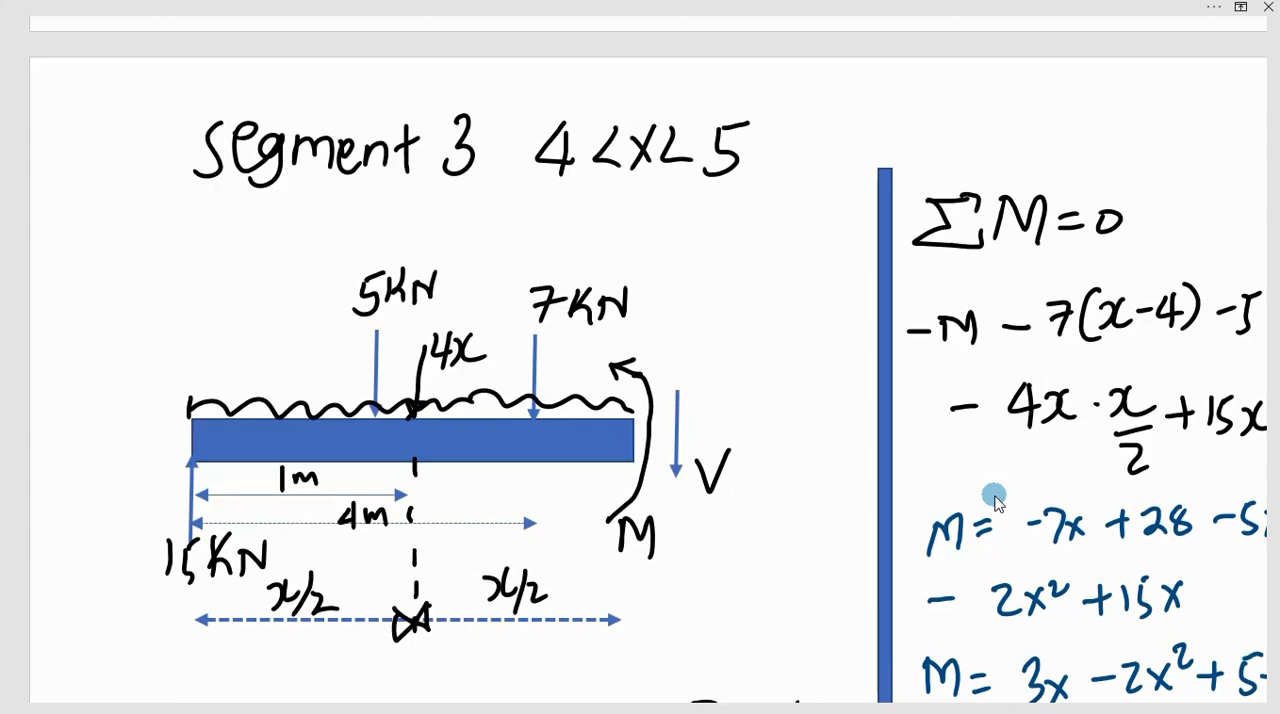 Segment 3 4<x<5
5KN
7KN
4x
1m
4m
15KN
x/2
x/2
M
V
ΣM=0
-M - 7(x-4) -5
- 4x · x/2 +15x
M= -7x +28 -5
- 2x² +15x
M= 3x -2x² +5